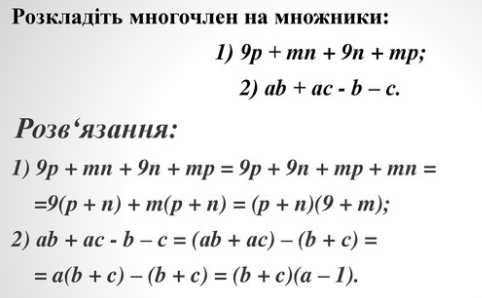 Розкладіть многочлен на множники:
1) 9p + mn + 9n + mp;
2) ab + ac - b – c.
Розв‘язання:
1) 9p + mn + 9n + mp = 9p + 9n + mp + mn =
=9(p + n) + m(p + n) = (p + n)(9 + m);
2) ab + ac - b – c = (ab + ac) – (b + c) =
= a(b + c) – (b + c) = (b + c)(a – 1).